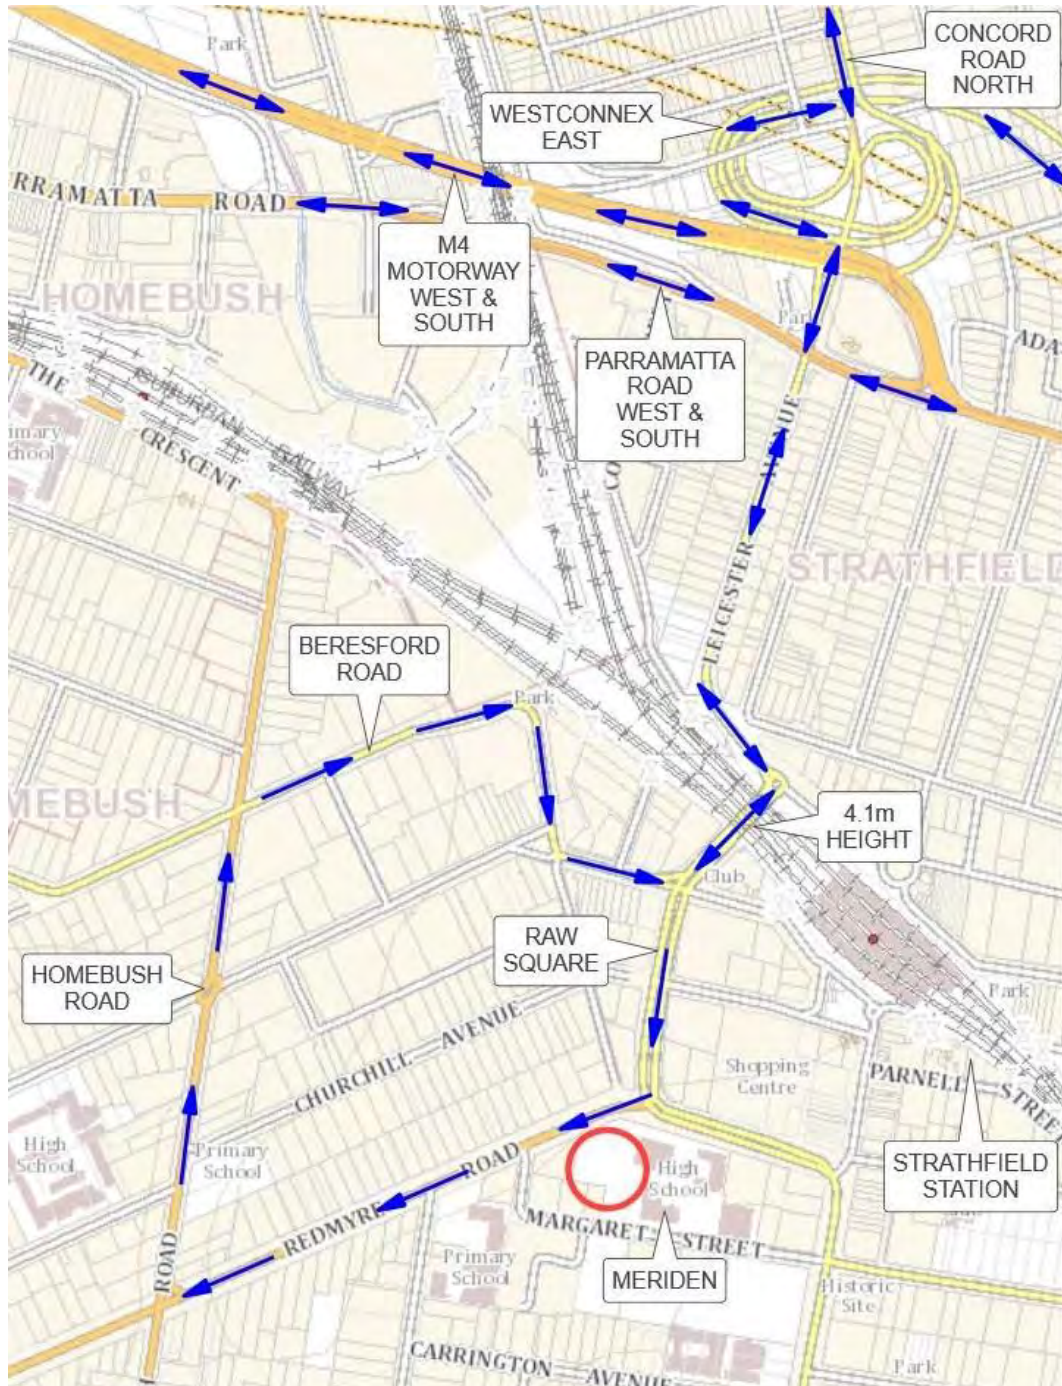 CONCORD
ROAD
NORTH
Park
WESTCONNEX
EAST
RRAMATTA ROAD
M4
MOTORWAY
WEST &
SOUTH
HOMEBUSH
Park
ADA
PARRAMATTA
ROAD
WEST &
SOUTH
THE
CRESCENT
SUBURBAN
RAILWAY
imary
chool
CO
LEICESTER AVENUE
STRATHFIELD
BERESFORD
ROAD
Park
MEBUSH
4.1m
HEIGHT
Club
RAW
SQUARE
HOMEBUSH
ROAD
Park
CHURCHILL AVENUE
Shopping
Centre
PARNELL STREET
High
School
Primary
School
STRATHFIELD
STATION
REDMYRE ROAD
High
School
MARGARET STREET
ROAD
Primary
School
MERIDEN
Historic
Site
CARRINGTON AVENUE
Park